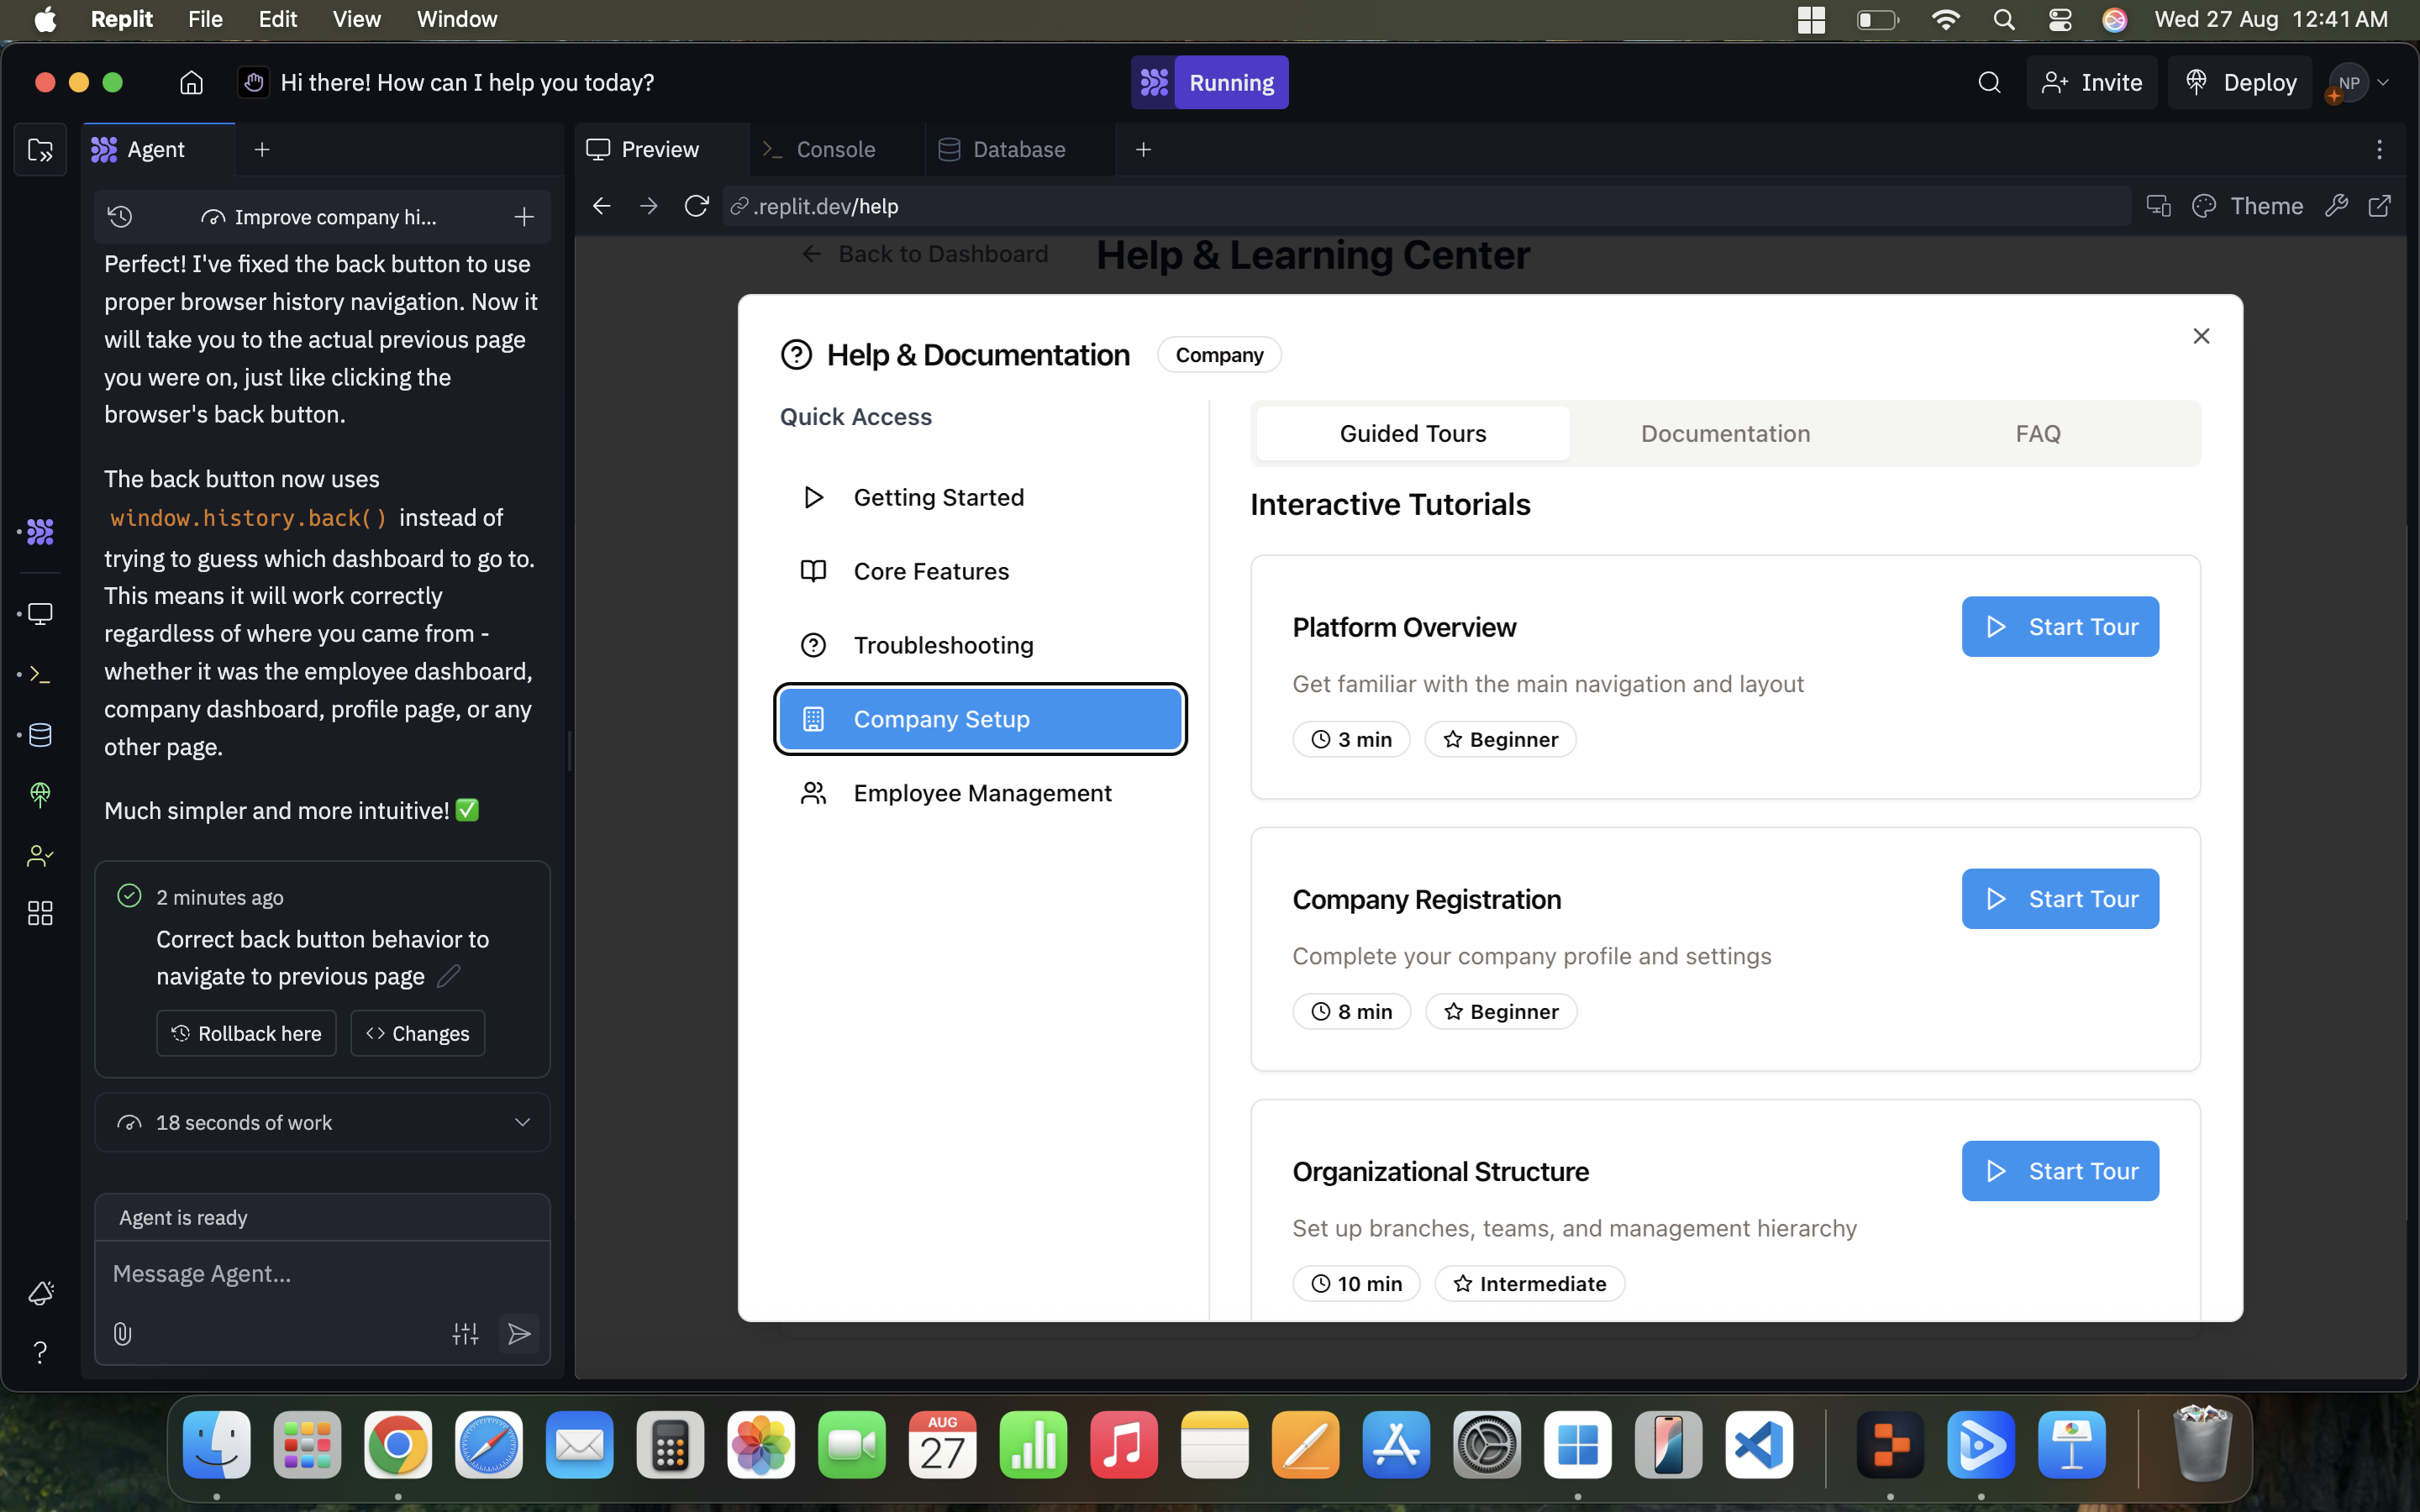 Replit File Edit View Window
Wed 27 Aug 12:41 AM
Hi there! How can I help you today?
Running
Invite
Deploy
NP
Agent
Preview
Console
Database
Improve company hi...
.replit.dev/help
Theme
Perfect! I've fixed the back button to use
proper browser history navigation. Now it
will take you to the actual previous page
you were on, just like clicking the
browser's back button.
The back button now uses
window.history.back() instead of
trying to guess which dashboard to go to.
This means it will work correctly
regardless of where you came from -
whether it was the employee dashboard,
company dashboard, profile page, or any
other page.
Much simpler and more intuitive! ✅
2 minutes ago
Correct back button behavior to
navigate to previous page
Rollback here
Changes
18 seconds of work
Agent is ready
Message Agent...
Back to Dashboard
Help & Learning Center
Help & Documentation
Company
Quick Access
Getting Started
Core Features
Troubleshooting
Company Setup
Employee Management
Guided Tours
Documentation
FAQ
Interactive Tutorials
Platform Overview
Start Tour
Get familiar with the main navigation and layout
3 min
Beginner
Company Registration
Start Tour
Complete your company profile and settings
8 min
Beginner
Organizational Structure
Start Tour
Set up branches, teams, and management hierarchy
10 min
Intermediate
AUG
27